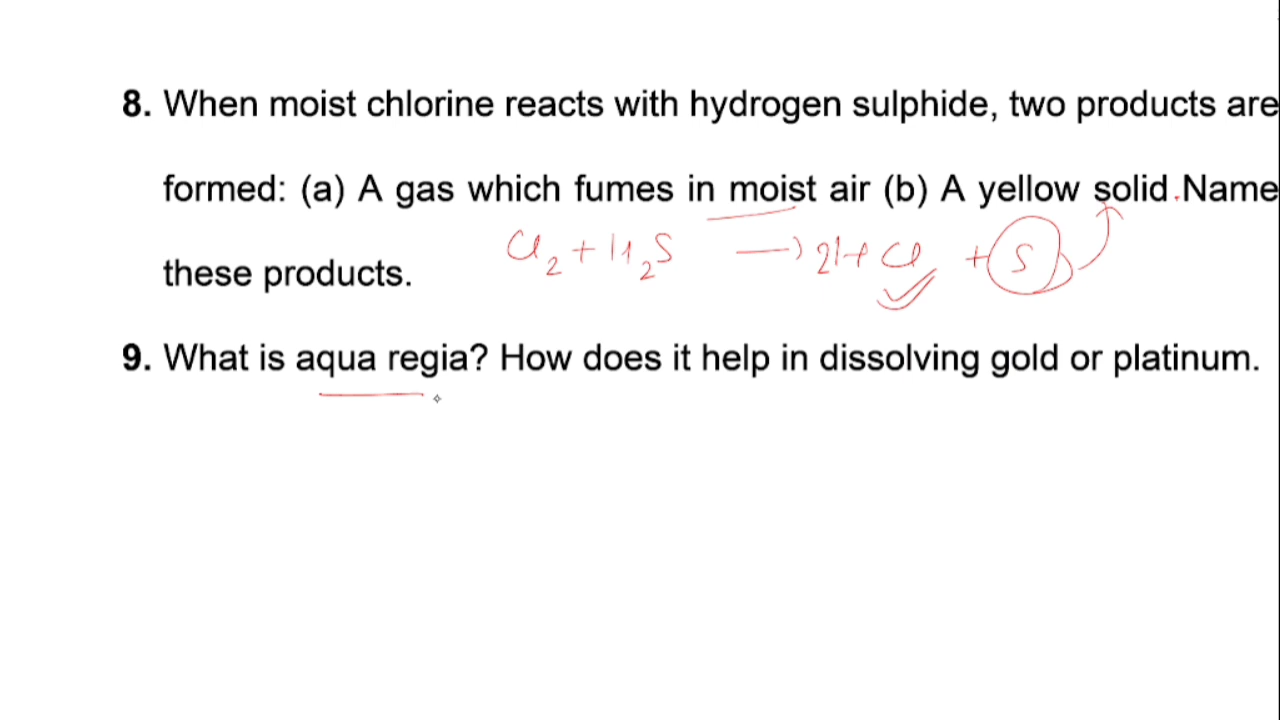 8. When moist chlorine reacts with hydrogen sulphide, two products are
formed: (a) A gas which fumes in moist air (b) A yellow solid.Name
Cl2 + H2S → 2HCl + S
these products.
9. What is aqua regia? How does it help in dissolving gold or platinum.